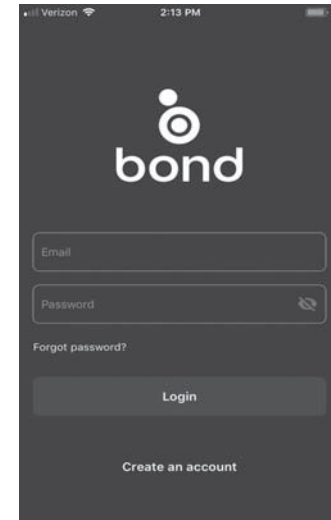 Verizon 2:13 PM
bond
Email
Password
Forgot password?
Login
Create an account